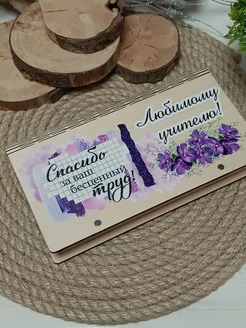 Спасибо
за ваш
бесценный
труд!
Любимому
учителю!